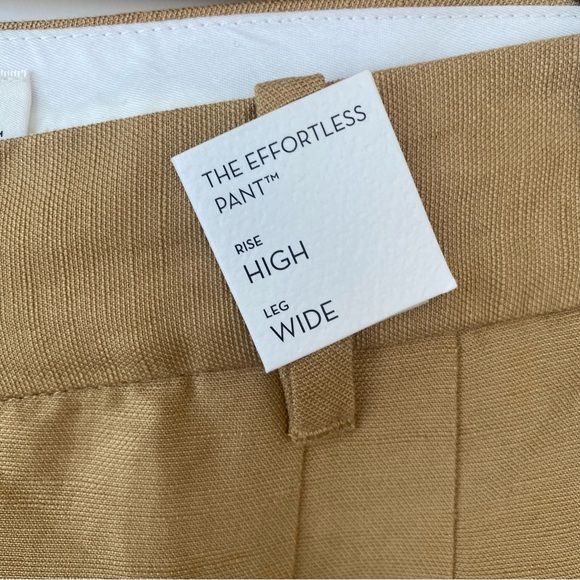 THE EFFORTLESS
PANT™
RISE
HIGH
LEG
WIDE